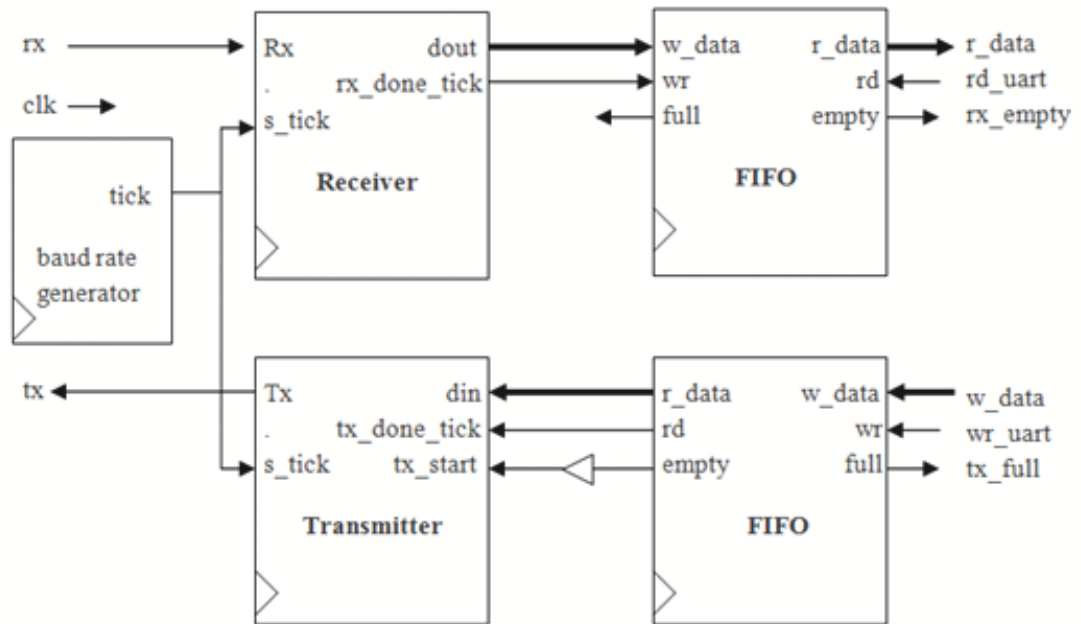 rx
clk
tick
baud rate
generator
tx
Rx
dout
.
rx_done_tick
s_tick
Receiver
w_data
r_data
wr
rd
full
empty
FIFO
r_data
rd_uart
rx_empty
Tx
din
.
tx_done_tick
s_tick
tx_start
Transmitter
r_data
w_data
rd
wr
empty
full
FIFO
w_data
wr_uart
tx_full